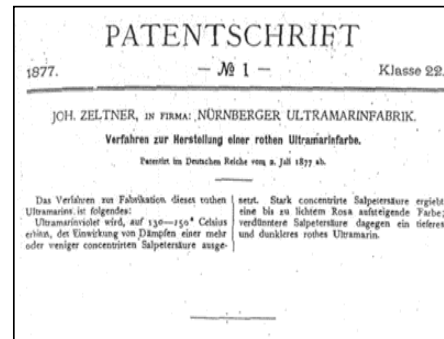 PATENTSCHRIFT
1877.
— № 1 —
Klasse 22.
JOH. ZELTNER, IN FIRMA: NÜRNBERGER ULTRAMARINFABRIK.
Verfahren zur Herstellung einer rothen Ultramarinfarbe.
Patentirt im Deutschen Reiche vom 2. Juli 1877 ab.
Das Verfahren zur Fabrikation dieses rothen
Ultramarins ist folgendes:
Ultramarinviolet wird, auf 130—150° Celsius
erhitzt, der Einwirkung von Dämpfen einer mehr
oder weniger concentrirten Salpetersäure ausge-
setzt. Stark concentrirte Salpetersäure ergiebt
eine bis zu lichtem Rosa aufsteigende Farbe;
verdünntere Salpetersäure dagegen ein tieferes
und dunkleres rothes Ultramarin.